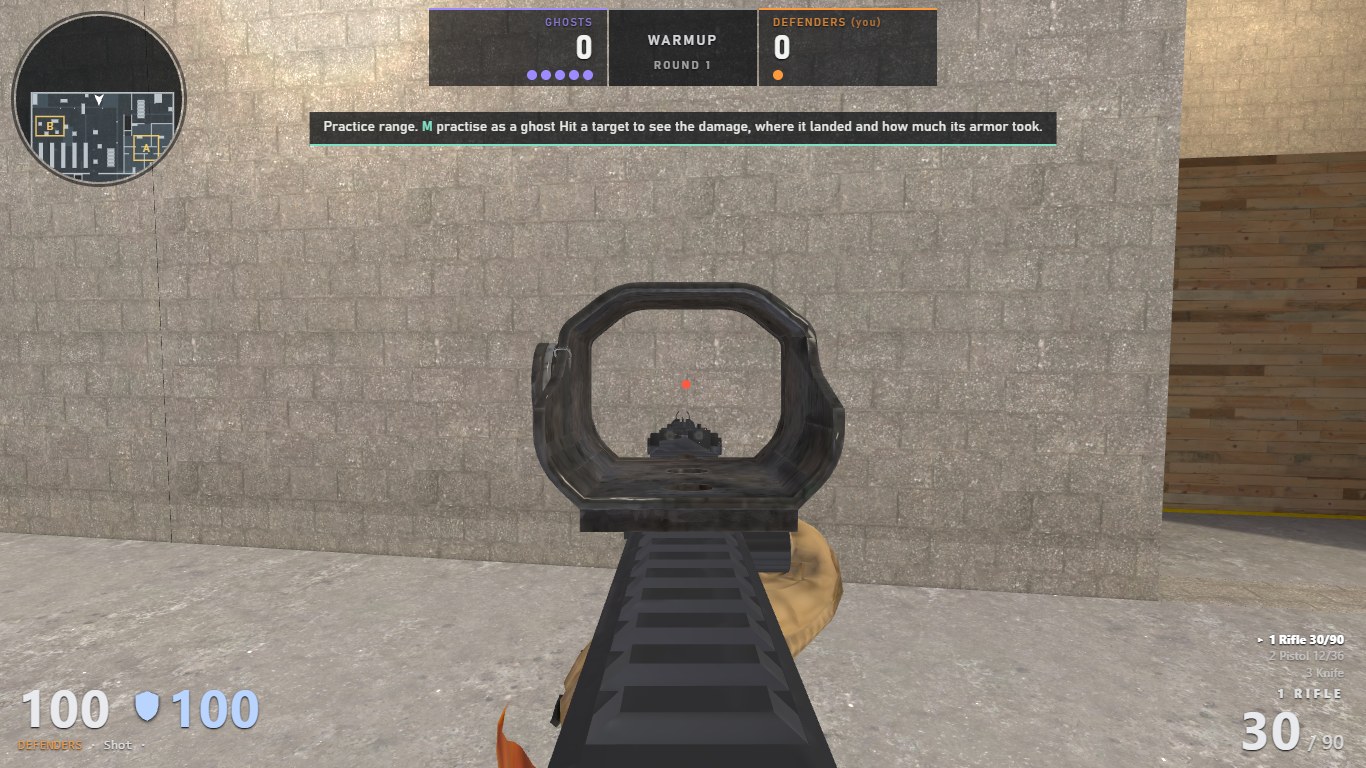 GHOSTS
0
WARMUP
ROUND 1
DEFENDERS (you)
0
B
A
Practice range. M practise as a ghost Hit a target to see the damage, where it landed and how much its armor took.
▸ 1 Rifle 30/90
2 Pistol 12/36
3 Knife
1 RIFLE
30 / 90
100 100
DEFENDERS · Shot ·